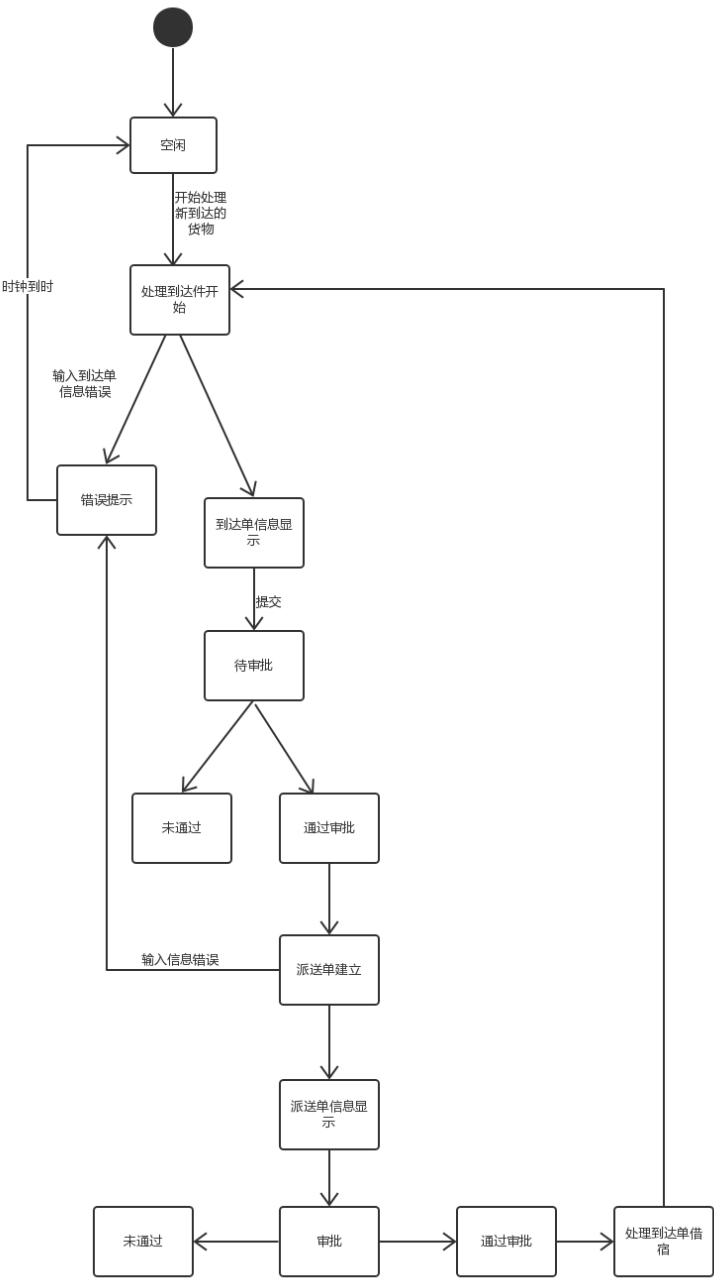 空闲
开始处理
新到达的
货物
时钟到时
处理到达件开
始
输入到达单
信息错误
错误提示
到达单信息显
示
提交
待审批
未通过
通过审批
输入信息错误
派送单建立
派送单信息显
示
未通过
审批
通过审批
处理到达单借
宿